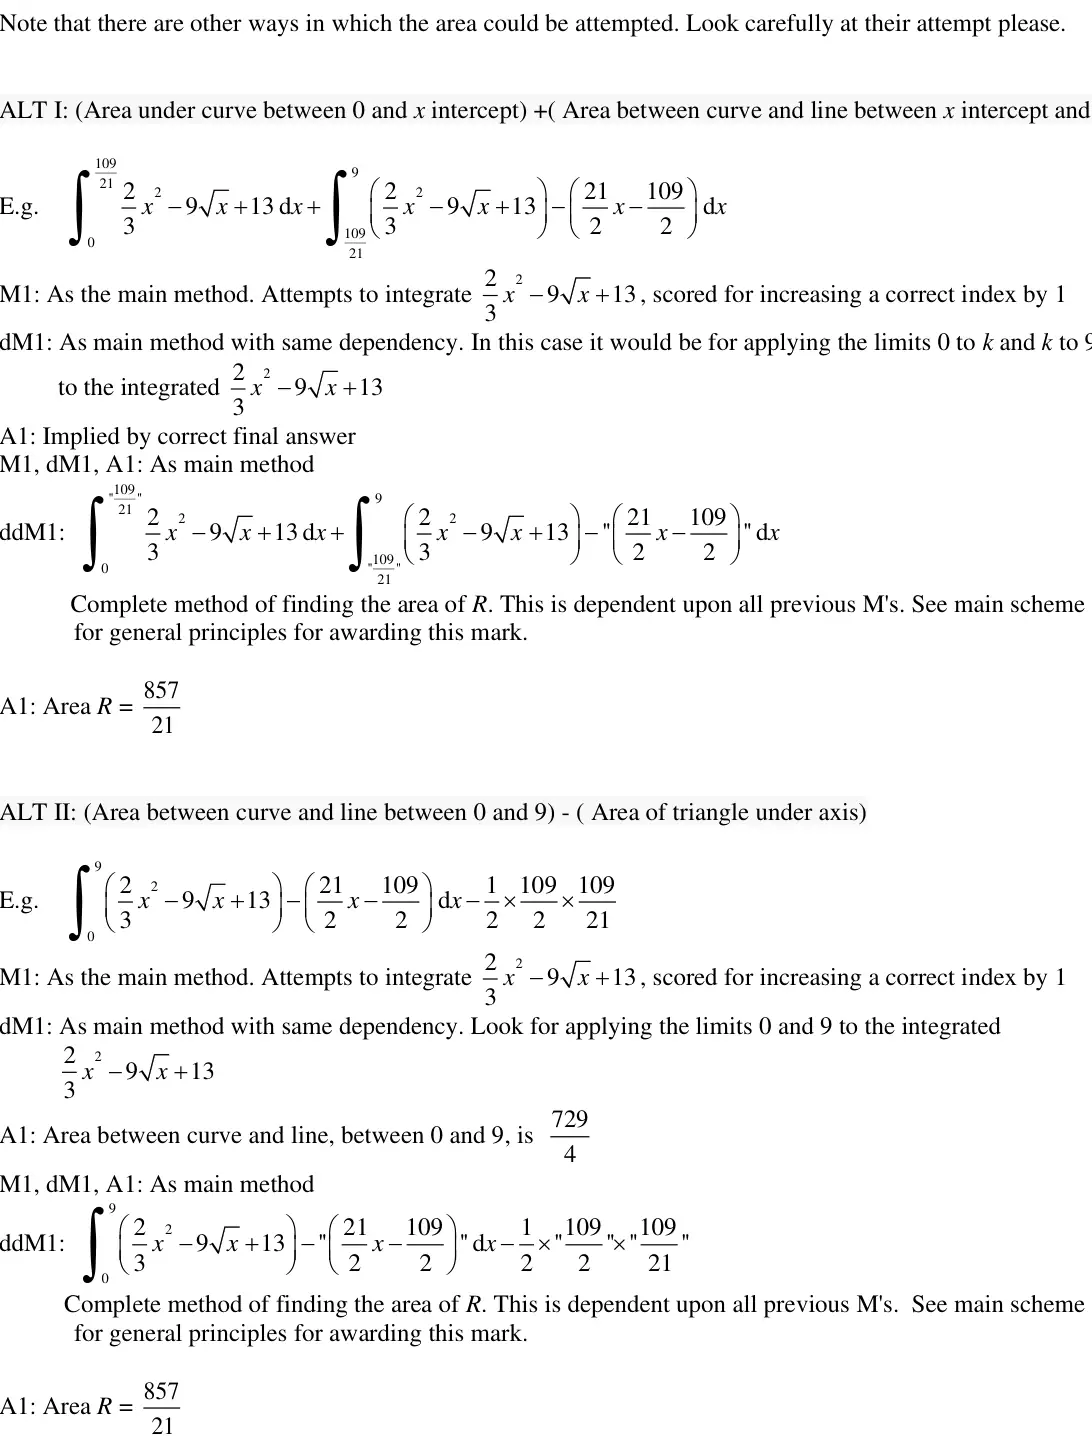 Note that there are other ways in which the area could be attempted. Look carefully at their attempt please.
ALT I: (Area under curve between 0 and x intercept) +( Area between curve and line between x intercept and
E.g. ∫_0^{109/21} 2/3 x² − 9√x + 13 dx + ∫_{109/21}^9 (2/3 x² − 9√x + 13) − (21/2 x − 109/2) dx
M1: As the main method. Attempts to integrate 2/3 x² − 9√x + 13 , scored for increasing a correct index by 1
dM1: As main method with same dependency. In this case it would be for applying the limits 0 to k and k to 9
to the integrated 2/3 x² − 9√x + 13
A1: Implied by correct final answer
M1, dM1, A1: As main method
ddM1: ∫_0^{"109/21"} 2/3 x² − 9√x + 13 dx + ∫_{"109/21"}^9 (2/3 x² − 9√x + 13) − "(21/2 x − 109/2)" dx
Complete method of finding the area of R. This is dependent upon all previous M's. See main scheme
for general principles for awarding this mark.
A1: Area R = 857/21
ALT II: (Area between curve and line between 0 and 9) - ( Area of triangle under axis)
E.g. ∫_0^9 (2/3 x² − 9√x + 13) − (21/2 x − 109/2) dx − 1/2 × 109/2 × 109/21
M1: As the main method. Attempts to integrate 2/3 x² − 9√x + 13 , scored for increasing a correct index by 1
dM1: As main method with same dependency. Look for applying the limits 0 and 9 to the integrated
2/3 x² − 9√x + 13
A1: Area between curve and line, between 0 and 9, is 729/4
M1, dM1, A1: As main method
ddM1: ∫_0^9 (2/3 x² − 9√x + 13) − "(21/2 x − 109/2)" dx − 1/2 × "109/2" × "109/21"
Complete method of finding the area of R. This is dependent upon all previous M's. See main scheme
for general principles for awarding this mark.
A1: Area R = 857/21